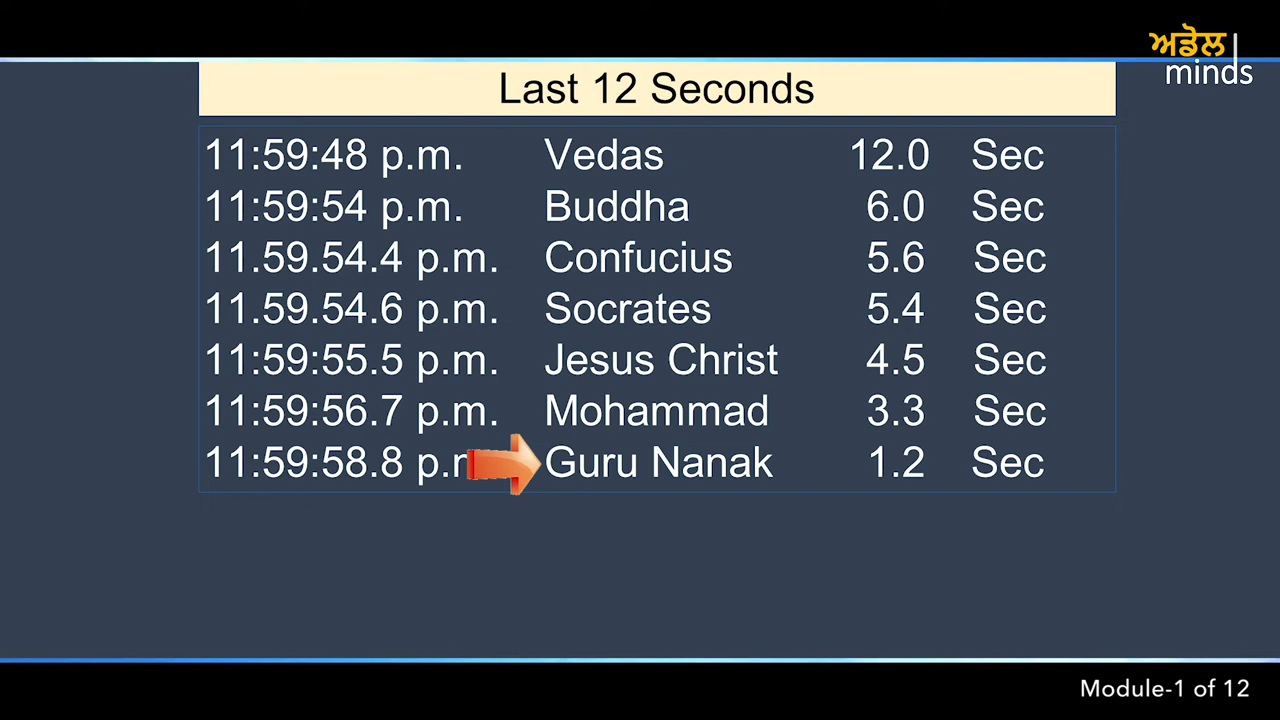 ਅਡੋਲ
minds
Last 12 Seconds
11:59:48 p.m. Vedas 12.0 Sec
11:59:54 p.m. Buddha 6.0 Sec
11.59.54.4 p.m. Confucius 5.6 Sec
11.59.54.6 p.m. Socrates 5.4 Sec
11:59:55.5 p.m. Jesus Christ 4.5 Sec
11:59:56.7 p.m. Mohammad 3.3 Sec
11:59:58.8 Guru Nanak 1.2 Sec
Module-1 of 12